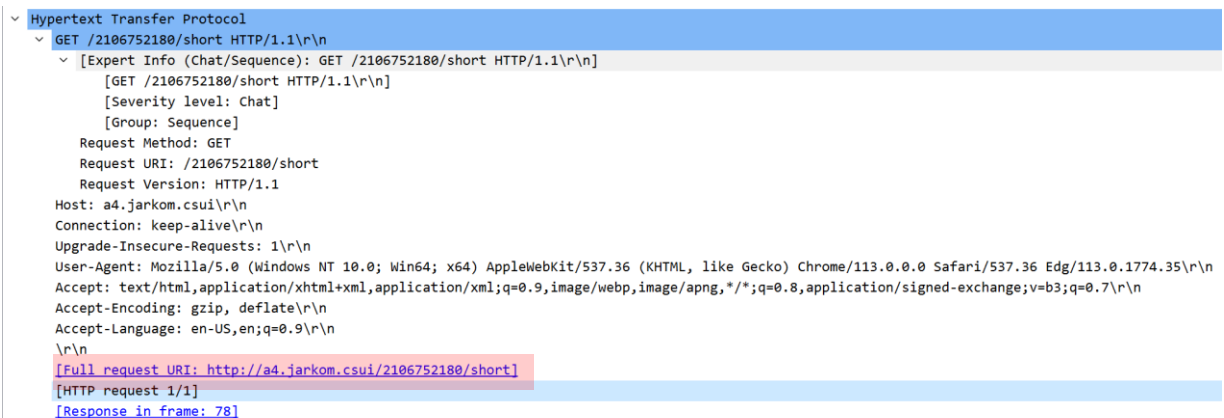 Hypertext Transfer Protocol
GET /2106752180/short HTTP/1.1\r\n
[Expert Info (Chat/Sequence): GET /2106752180/short HTTP/1.1\r\n]
[GET /2106752180/short HTTP/1.1\r\n]
[Severity level: Chat]
[Group: Sequence]
Request Method: GET
Request URI: /2106752180/short
Request Version: HTTP/1.1
Host: a4.jarkom.csui\r\n
Connection: keep-alive\r\n
Upgrade-Insecure-Requests: 1\r\n
User-Agent: Mozilla/5.0 (Windows NT 10.0; Win64; x64) AppleWebKit/537.36 (KHTML, like Gecko) Chrome/113.0.0.0 Safari/537.36 Edg/113.0.1774.35\r\n
Accept: text/html,application/xhtml+xml,application/xml;q=0.9,image/webp,image/apng,*/*;q=0.8,application/signed-exchange;v=b3;q=0.7\r\n
Accept-Encoding: gzip, deflate\r\n
Accept-Language: en-US,en;q=0.9\r\n
\r\n
[Full request URI: http://a4.jarkom.csui/2106752180/short]
[HTTP request 1/1]
[Response in frame: 78]